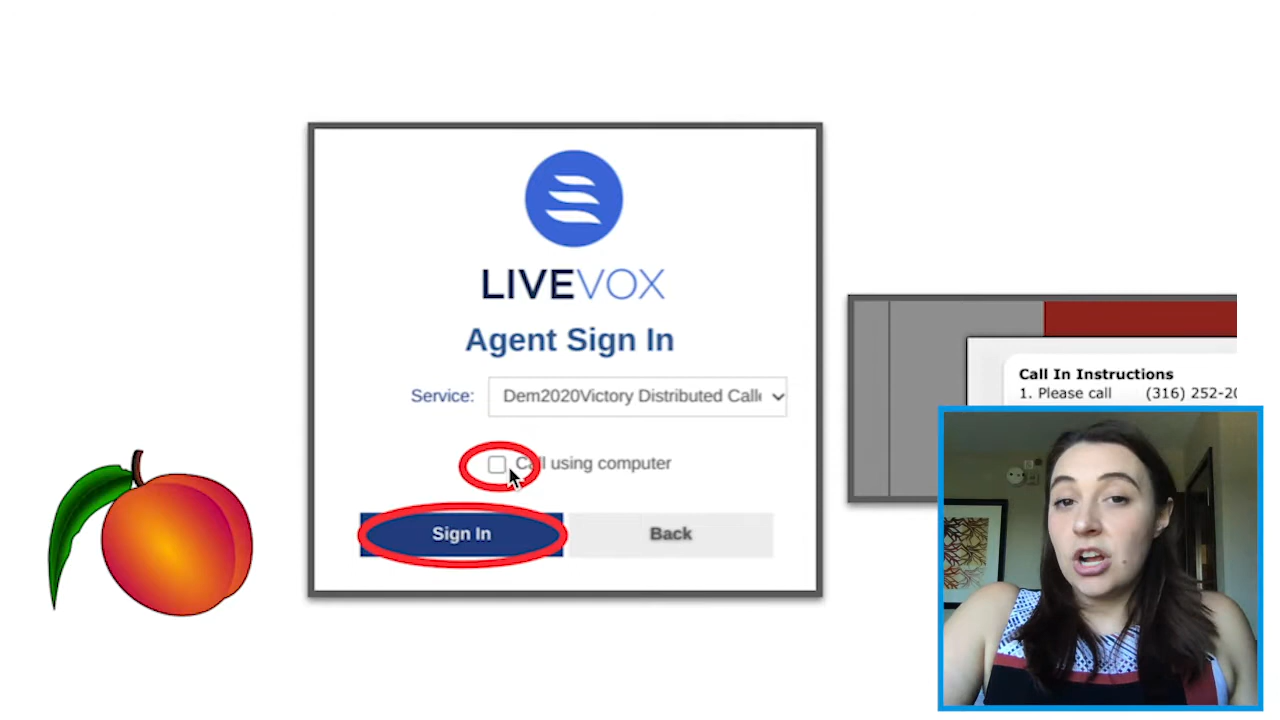 LIVEVOX
Agent Sign In
Service: Dem2020Victory Distributed
Call using computer
Sign In Back
Call In Instructions
1. Please call (316) 252-20